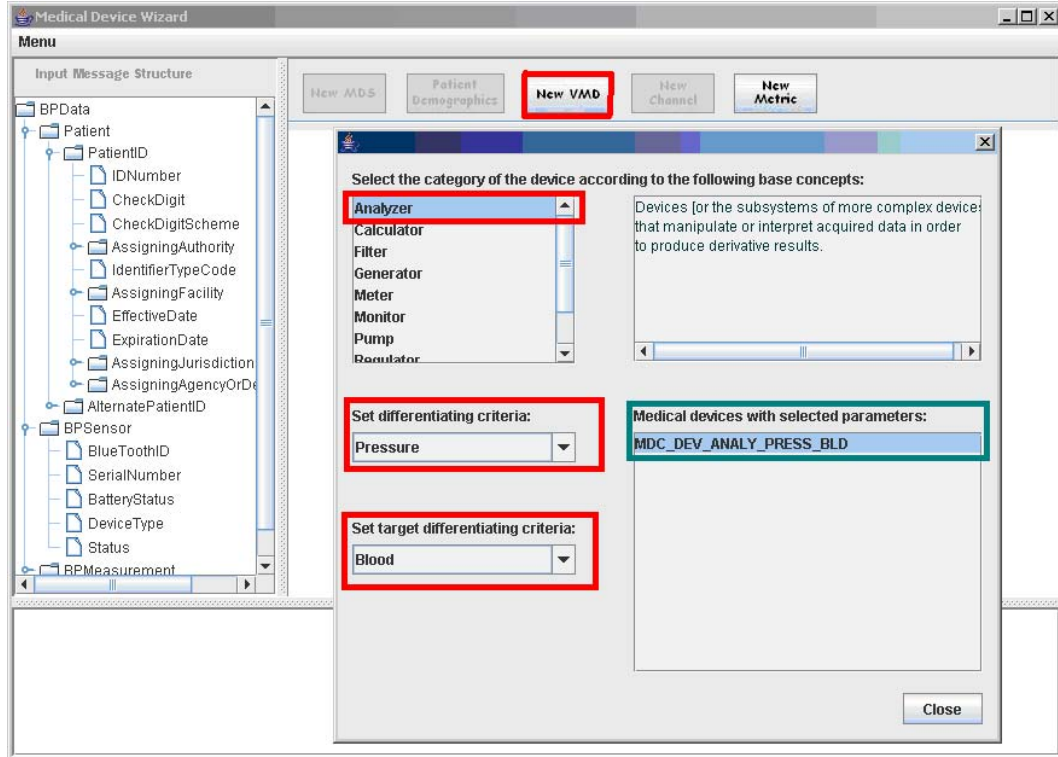 Medical Device Wizard
Menu
Input Message Structure
BPData
Patient
PatientID
IDNumber
CheckDigit
CheckDigitScheme
AssigningAuthority
IdentifierTypeCode
AssigningFacility
EffectiveDate
ExpirationDate
AssigningJurisdiction
AssigningAgencyOrDe
AlternatePatientID
BPSensor
BlueToothID
SerialNumber
BatteryStatus
DeviceType
Status
BPMeasurement
New MDS
Patient
Demographics
New VMD
New
Channel
New
Metric
Select the category of the device according to the following base concepts:
Analyzer
Calculator
Filter
Generator
Meter
Monitor
Pump
Regulator
Devices [or the subsystems of more complex devices
that manipulate or interpret acquired data in order
to produce derivative results.
Set differentiating criteria:
Pressure
Set target differentiating criteria:
Blood
Medical devices with selected parameters:
MDC_DEV_ANALY_PRESS_BLD
Close